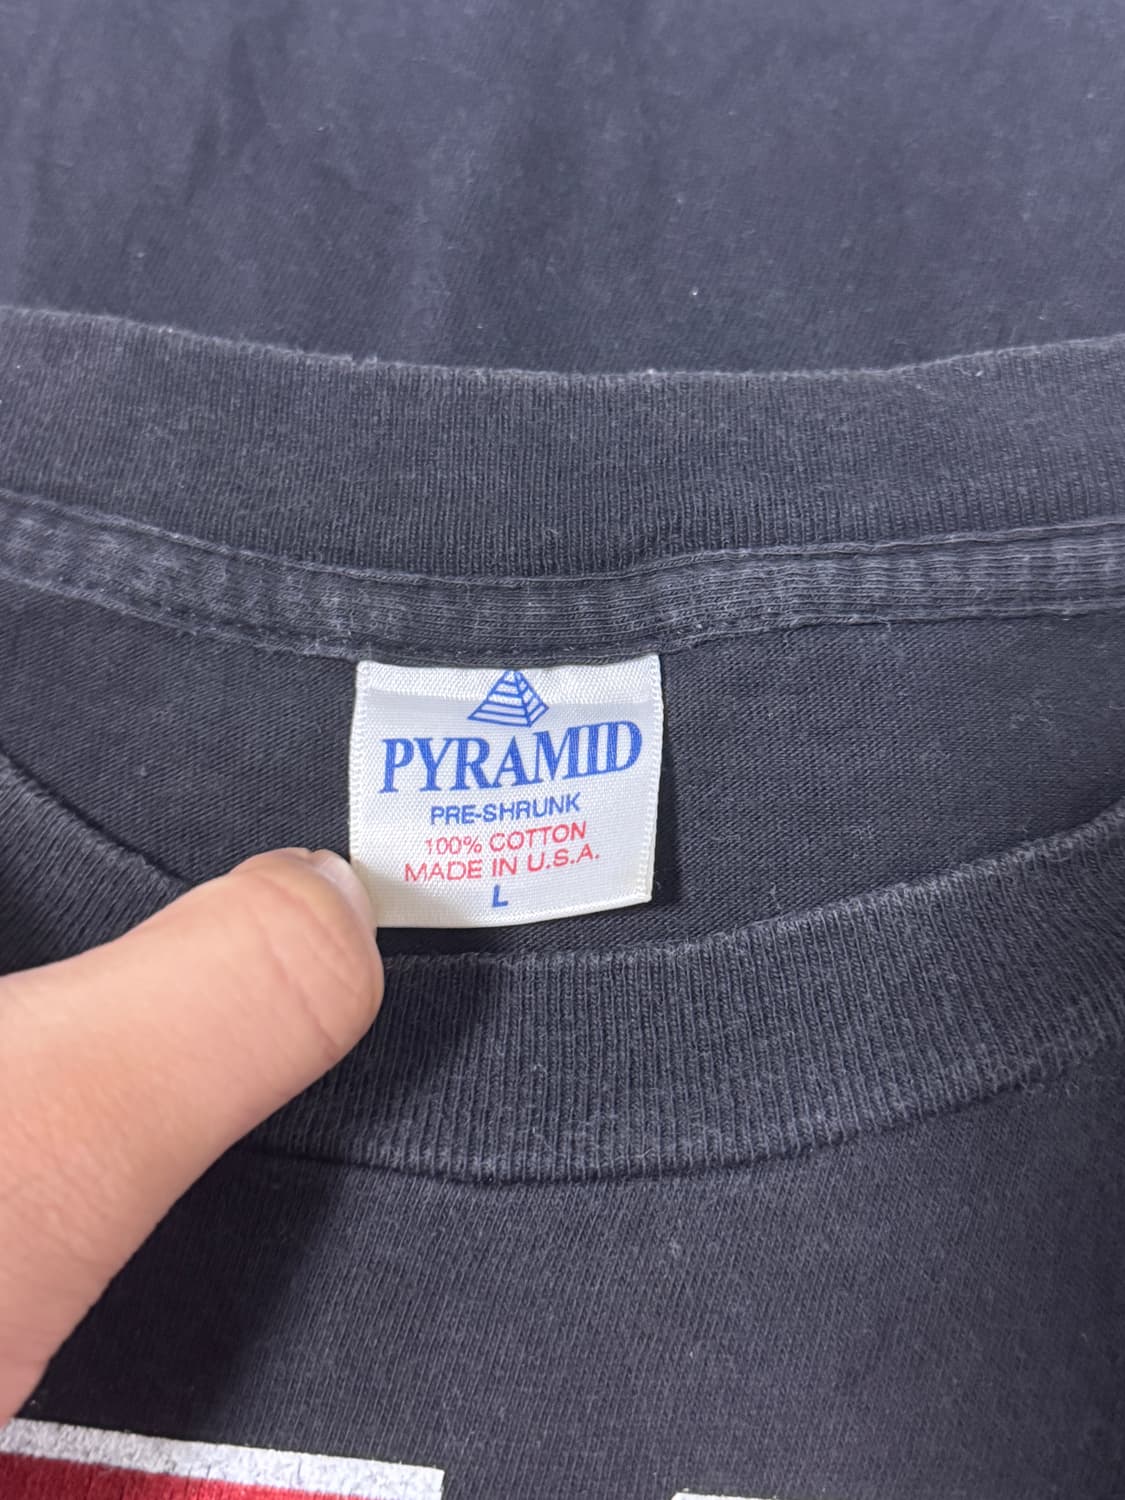 PYRAMID
PRE-SHRUNK
100% COTTON
MADE IN U.S.A.
L